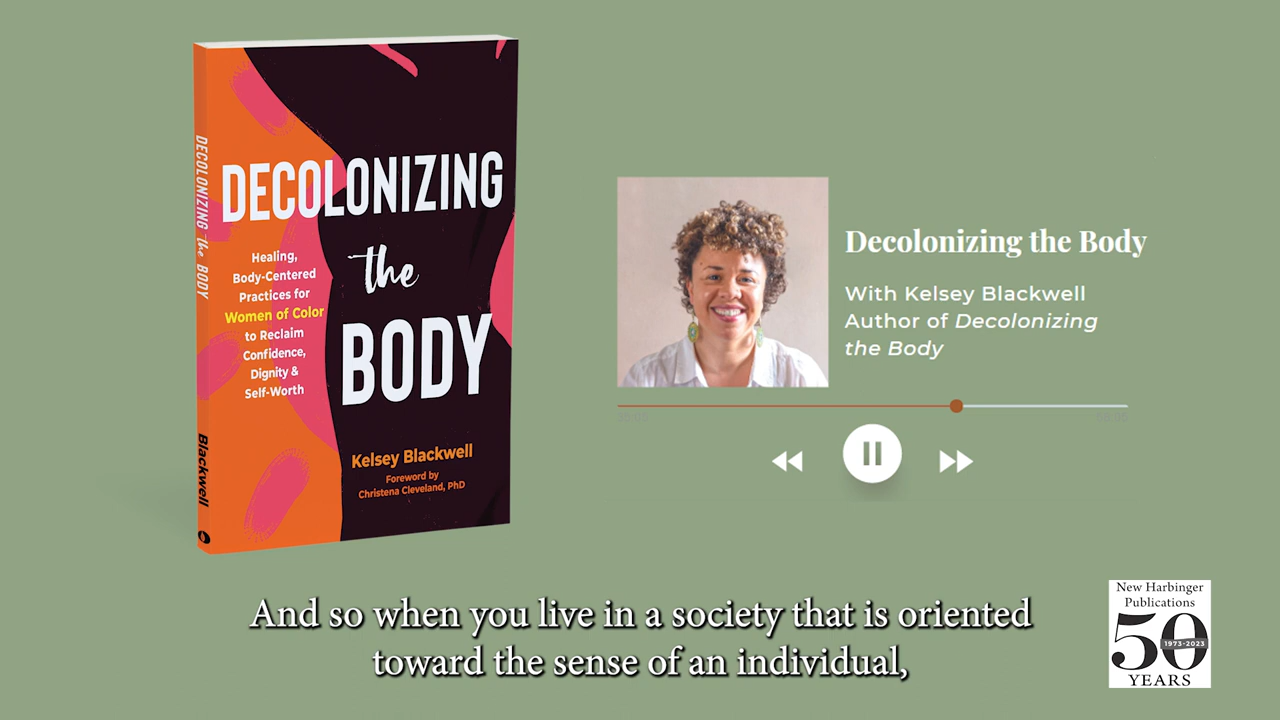 DECOLONIZING the BODY
Blackwell
DECOLONIZING
the
BODY
Healing,
Body-Centered
Practices for
Women of Color
to Reclaim
Confidence,
Dignity &
Self-Worth
Kelsey Blackwell
Foreword by
Christena Cleveland, PhD
Decolonizing the Body
With Kelsey Blackwell
Author of Decolonizing
the Body
And so when you live in a society that is oriented
toward the sense of an individual,
New Harbinger
Publications
50
1973-2023
YEARS